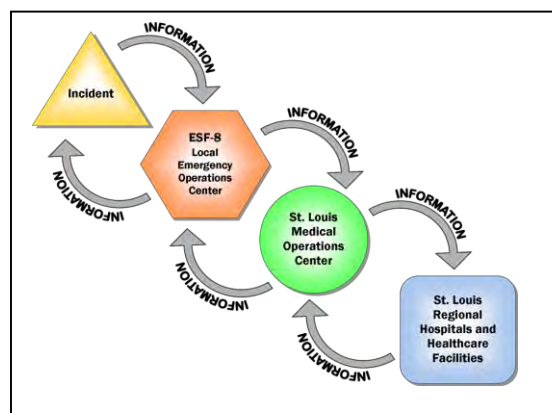 INFORMATION
Incident
INFORMATION
ESF-8
Local
Emergency
Operations
Center
INFORMATION
INFORMATION
St. Louis
Medical
Operations
Center
INFORMATION
INFORMATION
St. Louis
Regional
Hospitals and
Healthcare
Facilities
INFORMATION